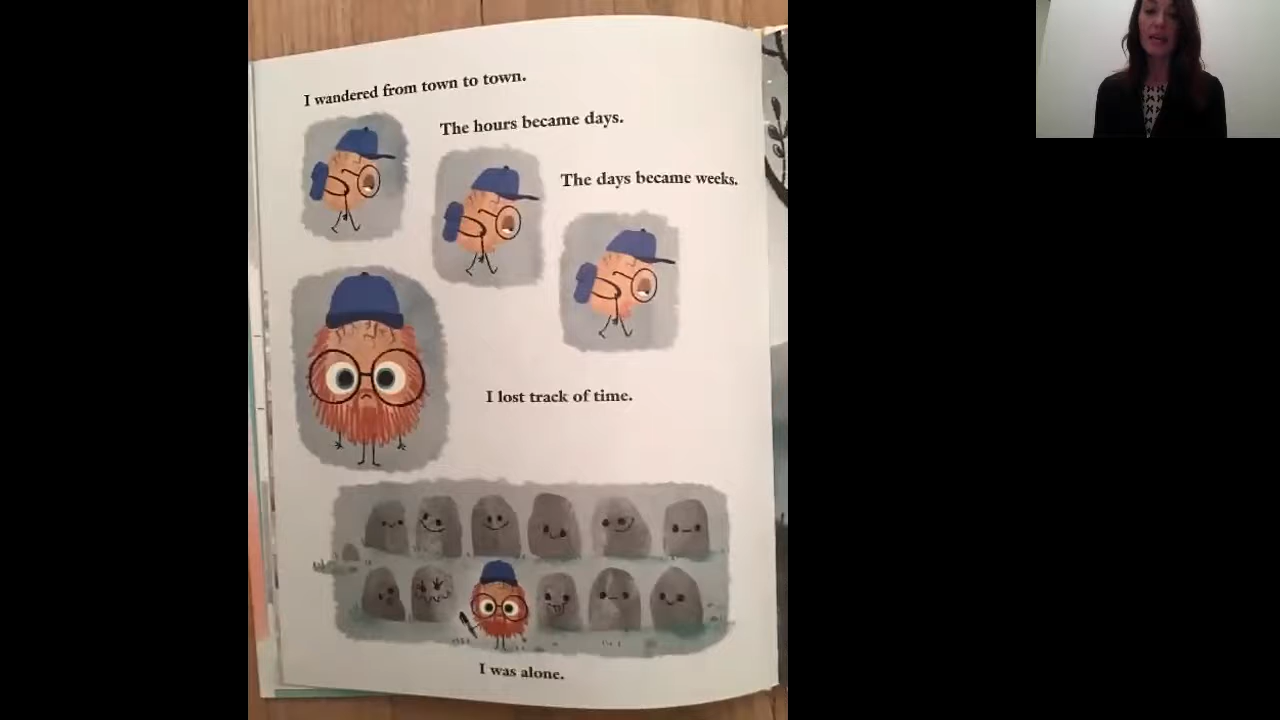 I wandered from town to town.
The hours became days.
The days became weeks.
I lost track of time.
I was alone.